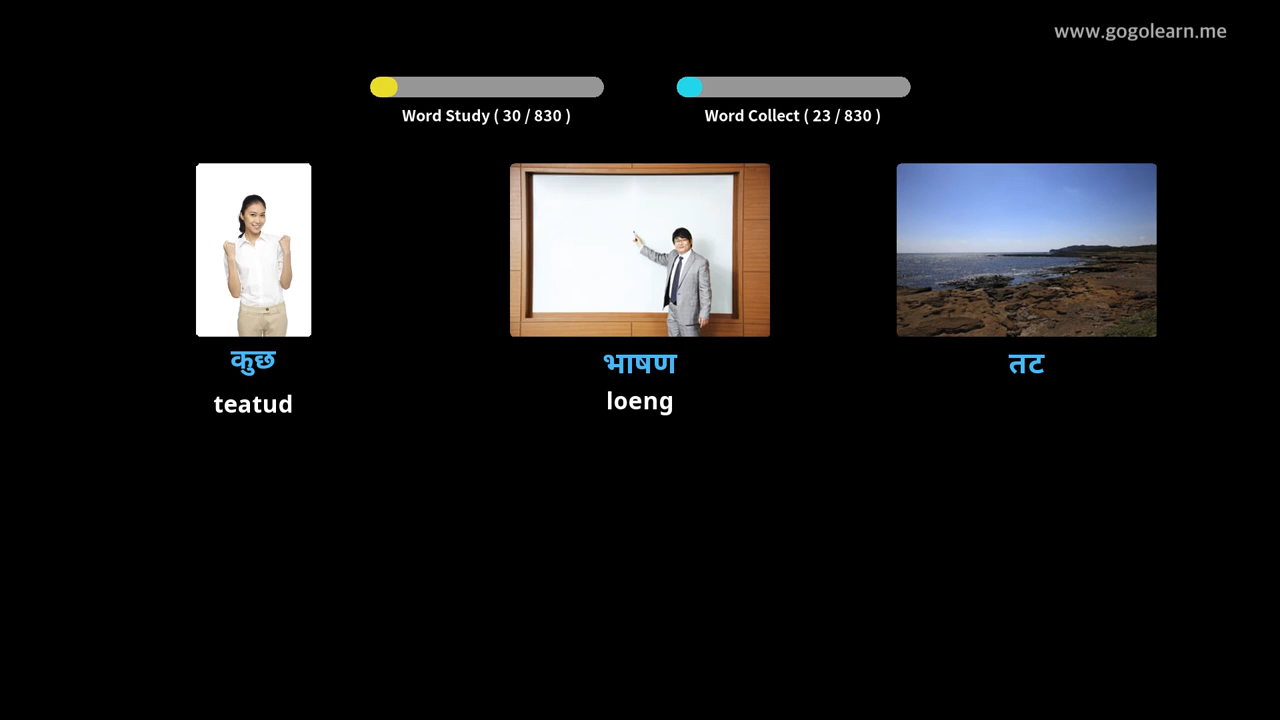 www.gogolearn.me
Word Study ( 30 / 830 )
Word Collect ( 23 / 830 )
कुछ
भाषण
तट
teatud
loeng